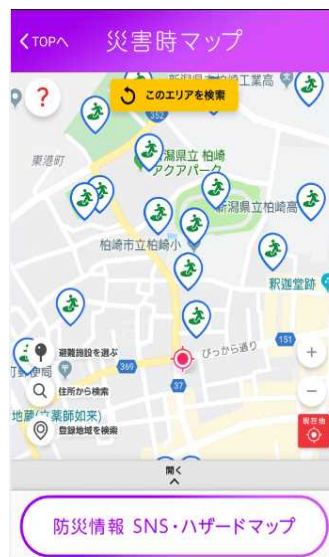 TOPへ 災害時マップ
新潟県立柏崎工業高
このエリアを検索
352
東港町
新潟県立 柏崎
アクアパーク
新潟県立柏崎高
柏崎市立柏崎小
釈迦堂跡
151
避難施設を選ぶ
びっから通り
369
住所から検索
37
地蔵(立薬師如来)
登録地域を検索
現在地
開く
防災情報 SNS・ハザードマップ